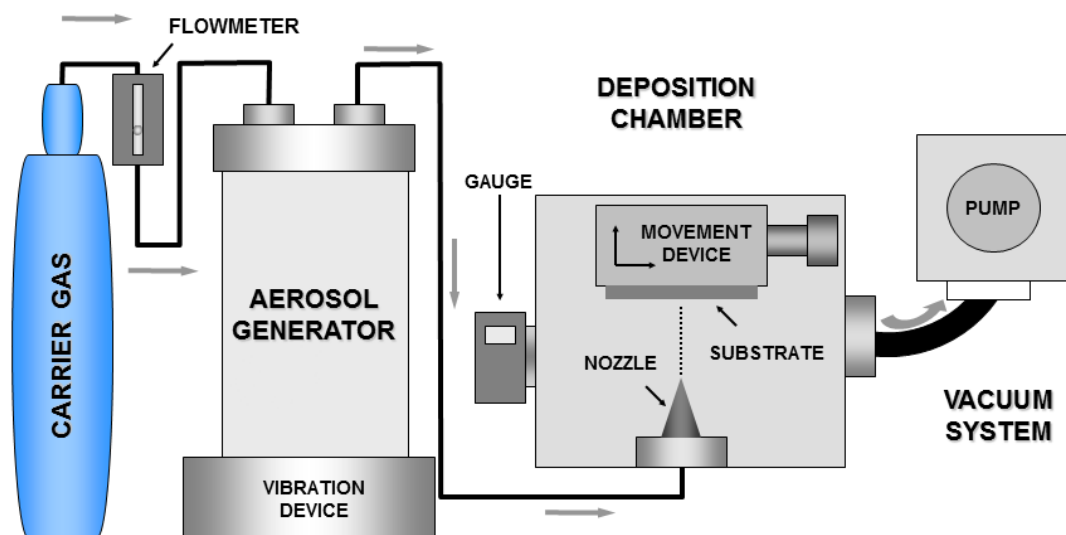 FLOWMETER
DEPOSITION
CHAMBER
GAUGE
PUMP
MOVEMENT
DEVICE
CARRIER GAS
AEROSOL
GENERATOR
SUBSTRATE
NOZZLE
VACUUM
SYSTEM
VIBRATION
DEVICE